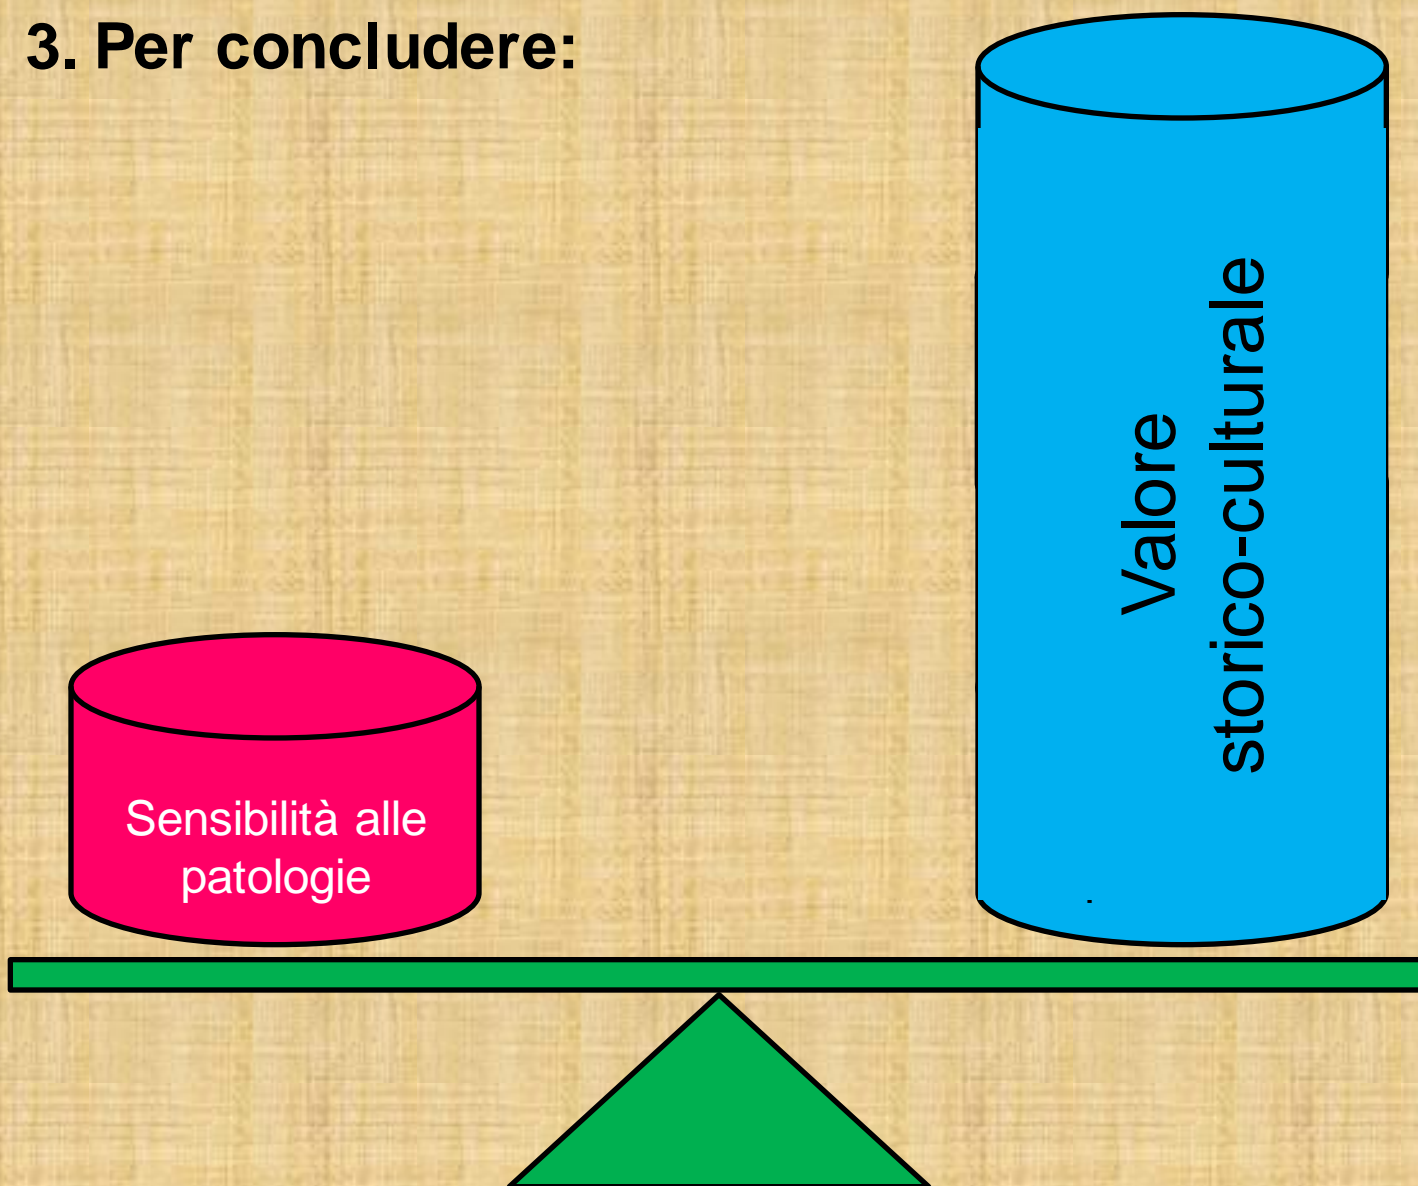 3. Per concludere:
Sensibilità alle
patologie
Valore
storico-culturale